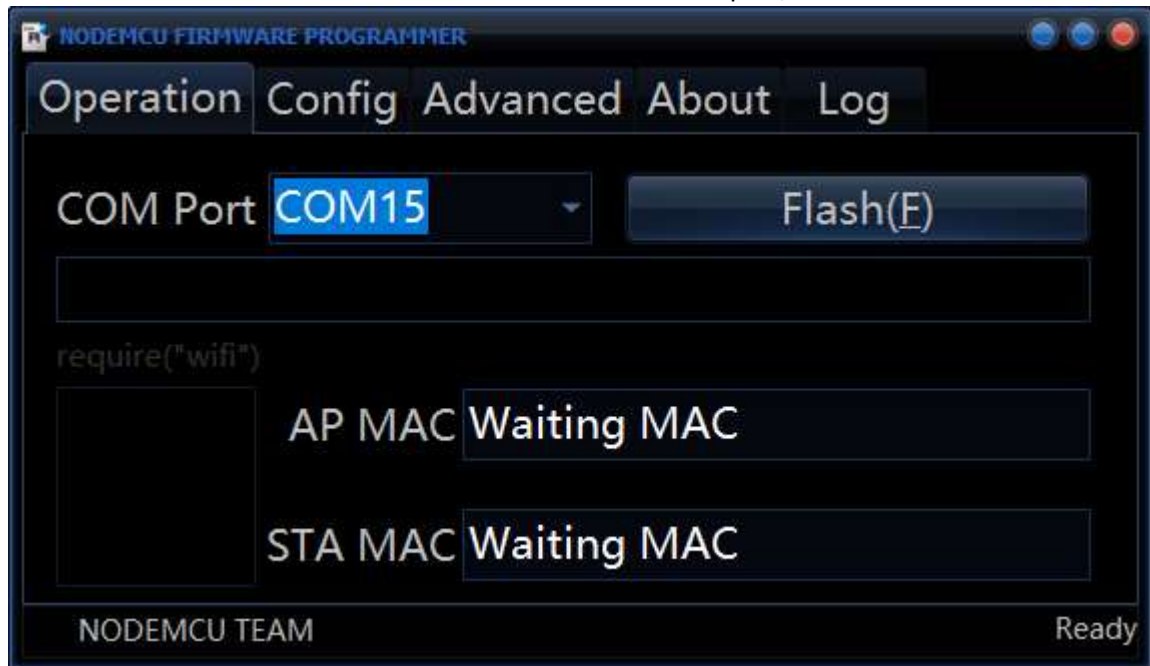 NODEMCU FIRMWARE PROGRAMMER
Operation Config Advanced About Log
COM Port COM15 Flash(F)
require("wifi")
AP MAC Waiting MAC
STA MAC Waiting MAC
NODEMCU TEAM Ready